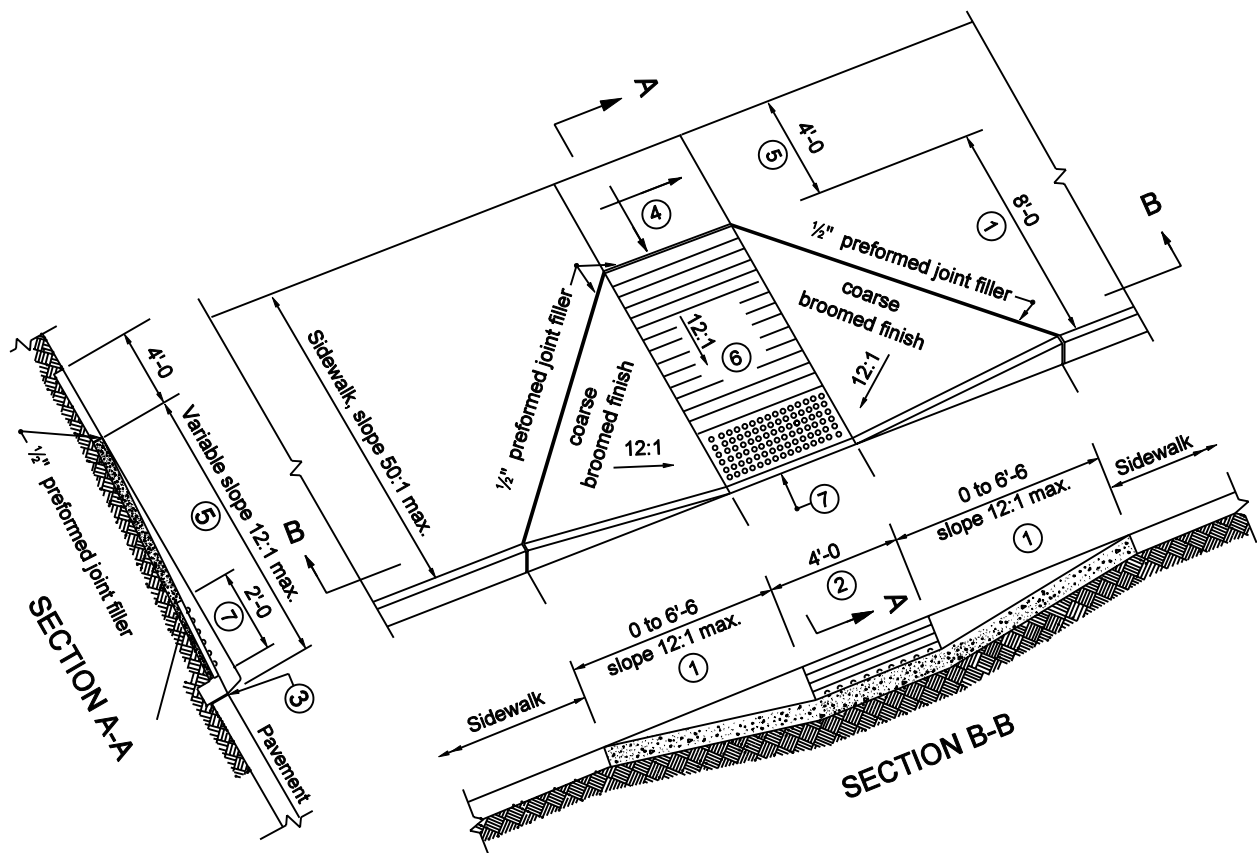 A
4'-0
5
8'-0
1
B
4
½" preformed joint filler
coarse
broomed finish
12:1
6
12:1
½" preformed joint filler
coarse
broomed finish
12:1
Sidewalk, slope 50:1 max.
B
7
4'-0
Variable slope 12:1 max.
5
2'-0
7
½" preformed joint filler
3
Pavement
SECTION A-A
Sidewalk
0 to 6'-6
slope 12:1 max.
1
4'-0
2
A
0 to 6'-6
slope 12:1 max.
1
Sidewalk
SECTION B-B